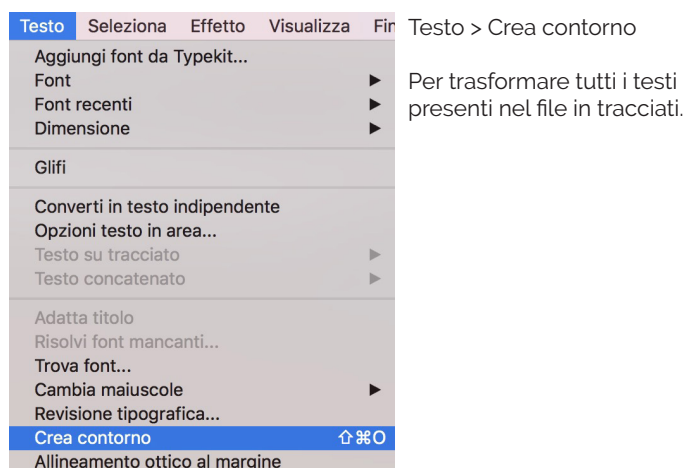 Testo Seleziona Effetto Visualizza Fin
Aggiungi font da Typekit...
Font
Font recenti
Dimensione
Glifi
Converti in testo indipendente
Opzioni testo in area...
Testo su tracciato
Testo concatenato
Adatta titolo
Risolvi font mancanti...
Trova font...
Cambia maiuscole
Revisione tipografica...
Crea contorno ⇧⌘O
Allineamento ottico al margine
Testo > Crea contorno
Per trasformare tutti i testi
presenti nel file in tracciati.